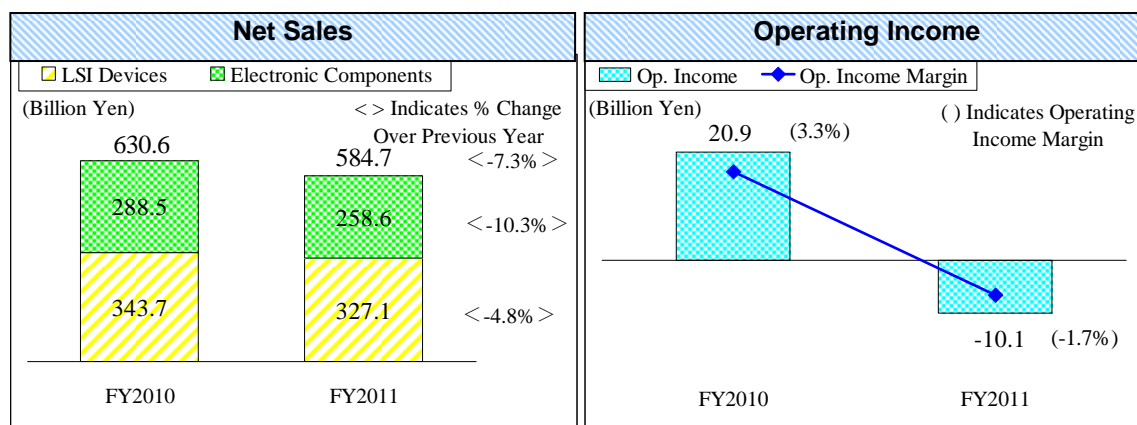 Net Sales
LSI Devices Electronic Components
(Billion Yen)
< > Indicates % Change
Over Previous Year
630.6
584.7
<-7.3%>
288.5
258.6
<-10.3%>
343.7
327.1
<-4.8%>
FY2010
FY2011
Operating Income
Op. Income Op. Income Margin
(Billion Yen)
( ) Indicates Operating
Income Margin
20.9
(3.3%)
-10.1
(-1.7%)
FY2010
FY2011